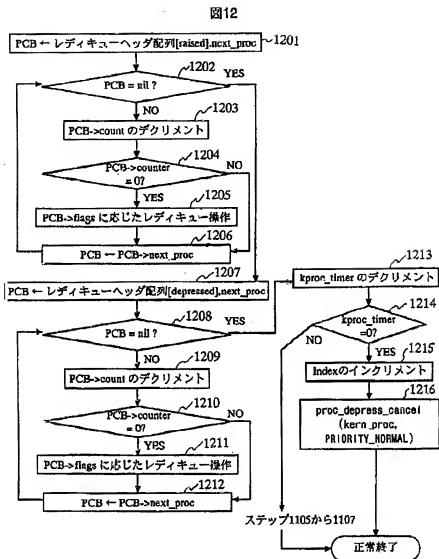 図12
PCB ← レディキューヘッダ配列[raised].next_proc
1201
1202
PCB = nil ?
YES
NO
1203
PCB->count のデクリメント
1204
PCB->counter
= 0?
NO
YES
1205
PCB->flags に応じたレディキュー操作
1206
PCB ← PCB->next_proc
1207
PCB ← レディキューヘッダ配列[depressed].next_proc
1208
PCB = nil ?
YES
NO
1209
PCB->count のデクリメント
1210
PCB->counter
= 0?
NO
YES
1211
PCB->flags に応じたレディキュー操作
1212
PCB ← PCB->next_proc
1213
kpron_timer のデクリメント
1214
kproc_timer
=0?
NO
YES
1215
Indexのインクリメント
1216
proc_depress_cancel
(kern_proc,
PRIORITY_NORMAL)
ステップ1105から1107
正常終了